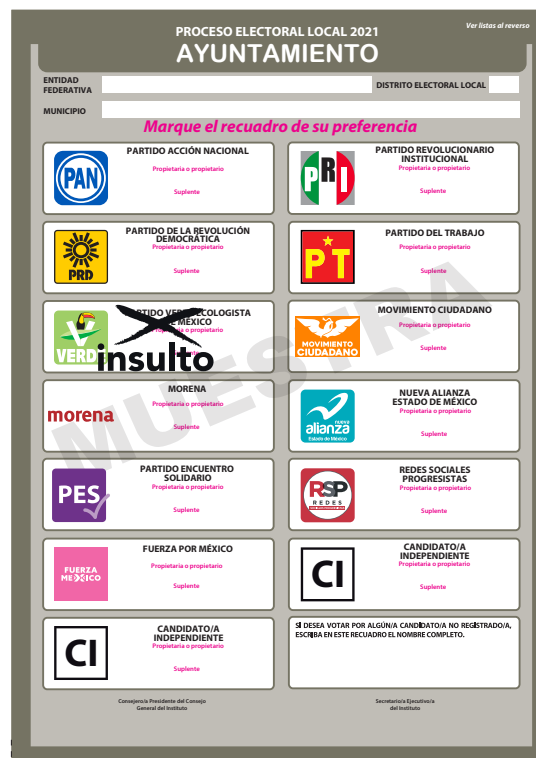 Ver listas al reverso
PROCESO ELECTORAL LOCAL 2021
AYUNTAMIENTO
ENTIDAD
FEDERATIVA
DISTRITO ELECTORAL LOCAL
MUNICIPIO
Marque el recuadro de su preferencia
PAN
PARTIDO ACCIÓN NACIONAL
Propietaria o propietario
Suplente
PRI
PARTIDO REVOLUCIONARIO
INSTITUCIONAL
Propietaria o propietario
Suplente
PRD
PARTIDO DE LA REVOLUCIÓN
DEMOCRÁTICA
Propietaria o propietario
Suplente
PT
PARTIDO DEL TRABAJO
Propietaria o propietario
Suplente
VERDE
PARTIDO VERDE ECOLOGISTA
DE MÉXICO
Propietaria o propietario
insulto
MOVIMIENTO
CIUDADANO
MOVIMIENTO CIUDADANO
Propietaria o propietario
Suplente
MUESTRA
morena
MORENA
Propietaria o propietario
Suplente
nueva
alianza
Estado de México
NUEVA ALIANZA
ESTADO DE MÉXICO
Propietaria o propietario
Suplente
PES
PARTIDO ENCUENTRO
SOLIDARIO
Propietaria o propietario
Suplente
RSP
REDES
REDES SOCIALES
PROGRESISTAS
Propietaria o propietario
Suplente
FUERZA
MEXICO
FUERZA POR MÉXICO
Propietaria o propietario
Suplente
CI
CANDIDATO/A
INDEPENDIENTE
Propietaria o propietario
Suplente
CI
CANDIDATO/A
INDEPENDIENTE
Propietaria o propietario
Suplente
SI DESEA VOTAR POR ALGÚN/A CANDIDATO/A NO REGISTRADO/A,
ESCRIBA EN ESTE RECUADRO EL NOMBRE COMPLETO.
Consejero/a Presidente del Consejo
General del Instituto
Secretario/a Ejecutivo/a
del Instituto